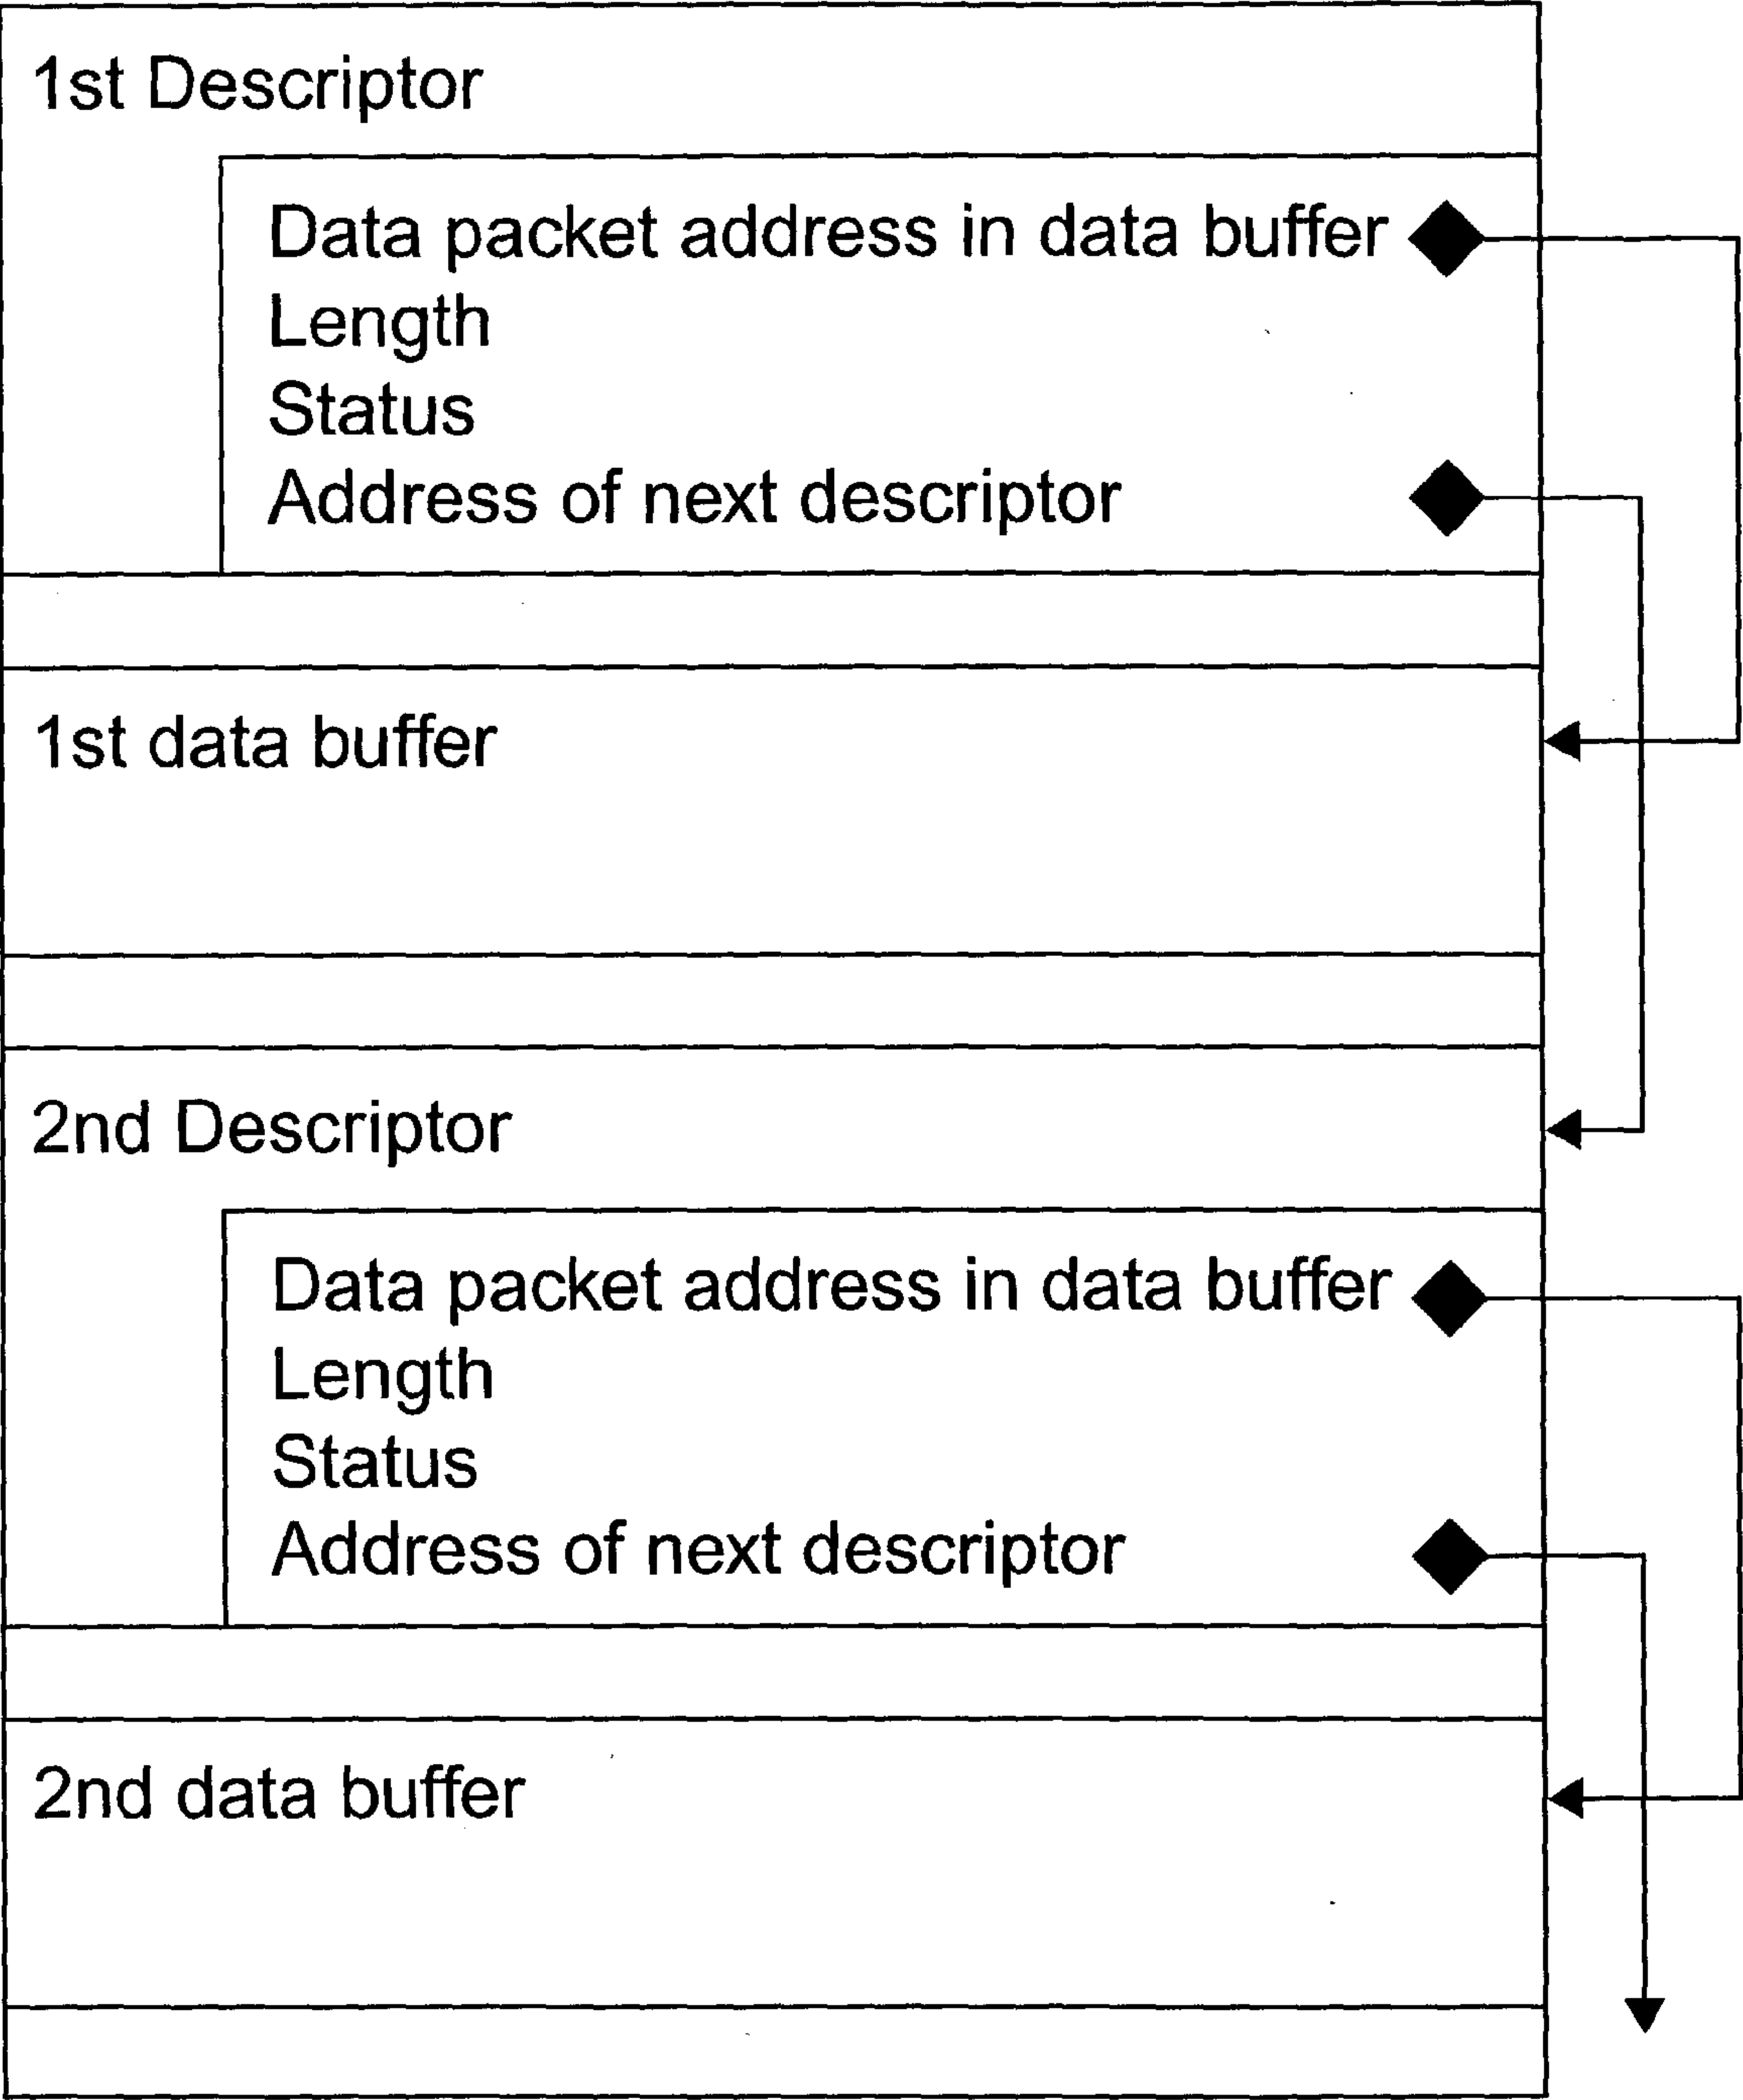 1st Descriptor
Data packet address in data buffer
Length
Status
Address of next descriptor
1st data buffer
2nd Descriptor
Data packet address in data buffer
Length
Status
Address of next descriptor
2nd data buffer